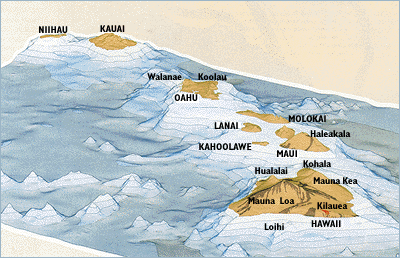 NIIHAU
KAUAI
Walanae
Koolau
OAHU
MOLOKAI
LANAI
Haleakala
KAHOOLAWE
MAUI
Kohala
Hualalai
Mauna Kea
Mauna Loa
Kilauea
Loihi
HAWAII